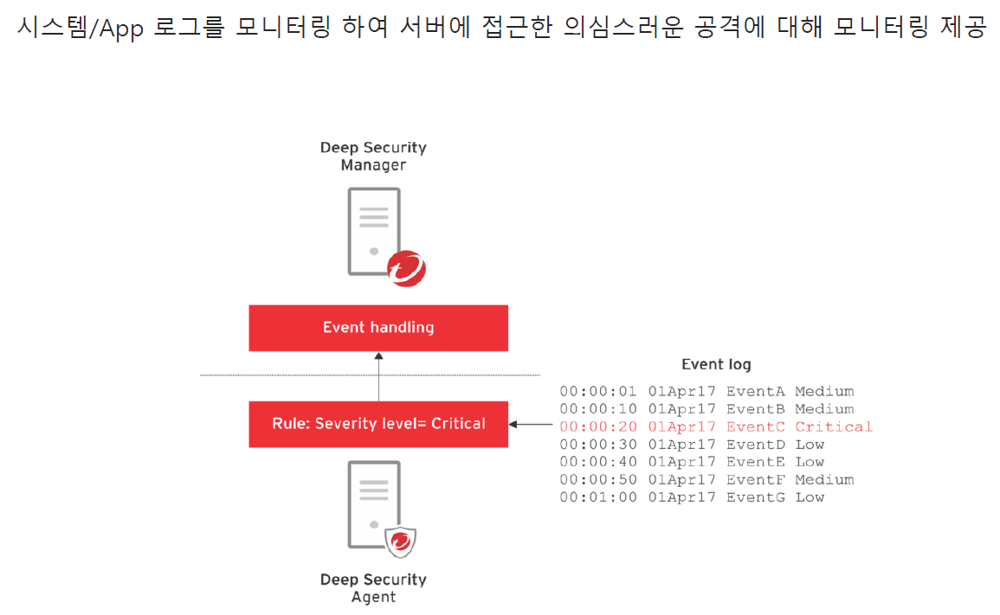 시스템/App 로그를 모니터링 하여 서버에 접근한 의심스러운 공격에 대해 모니터링 제공
Deep Security
Manager
Event handling
Rule: Severity level= Critical
Event log
00:00:01 01Apr17 EventA Medium
00:00:10 01Apr17 EventB Medium
00:00:20 01Apr17 EventC Critical
00:00:30 01Apr17 EventD Low
00:00:40 01Apr17 EventE Low
00:00:50 01Apr17 EventF Medium
00:01:00 01Apr17 EventG Low
Deep Security
Agent